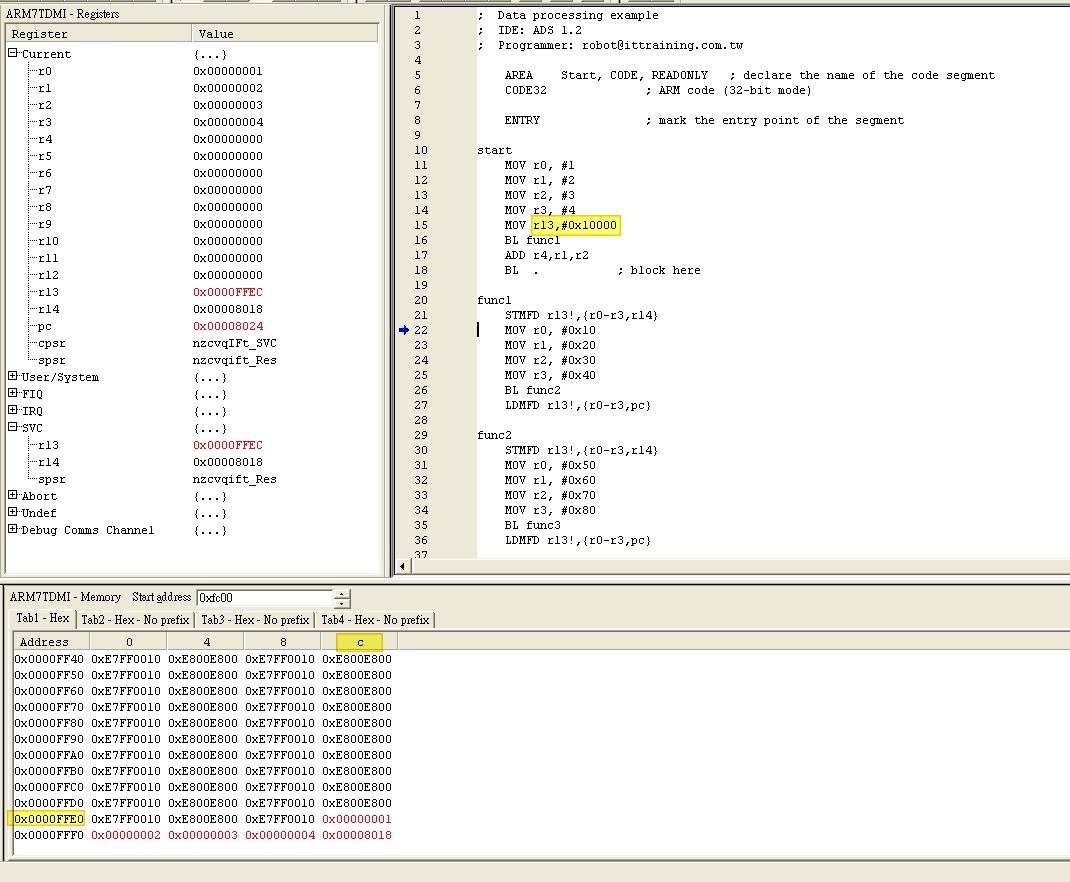 ARM7TDMI - Registers
Register Value
Current {...}
r0 0x00000001
r1 0x00000002
r2 0x00000003
r3 0x00000004
r4 0x00000000
r5 0x00000000
r6 0x00000000
r7 0x00000000
r8 0x00000000
r9 0x00000000
r10 0x00000000
r11 0x00000000
r12 0x00000000
r13 0x0000FFEC
r14 0x00008018
pc 0x00008024
cpsr nzcvqIFt_SVC
spsr nzcvqift_Res
User/System {...}
FIQ {...}
IRQ {...}
SVC {...}
r13 0x0000FFEC
r14 0x00008018
spsr nzcvqift_Res
Abort {...}
Undef {...}
Debug Comms Channel {...}
1 ; Data processing example
2 ; IDE: ADS 1.2
3 ; Programmer: robot@ittraining.com.tw
4
5 AREA Start, CODE, READONLY ; declare the name of the code segment
6 CODE32 ; ARM code (32-bit mode)
7
8 ENTRY ; mark the entry point of the segment
9
10 start
11 MOV r0, #1
12 MOV r1, #2
13 MOV r2, #3
14 MOV r3, #4
15 MOV r13,#0x10000
16 BL func1
17 ADD r4,r1,r2
18 BL . ; block here
19
20 func1
21 STMFD r13!,{r0-r3,r14}
22 MOV r0, #0x10
23 MOV r1, #0x20
24 MOV r2, #0x30
25 MOV r3, #0x40
26 BL func2
27 LDMFD r13!,{r0-r3,pc}
28
29 func2
30 STMFD r13!,{r0-r3,r14}
31 MOV r0, #0x50
32 MOV r1, #0x60
33 MOV r2, #0x70
34 MOV r3, #0x80
35 BL func3
36 LDMFD r13!,{r0-r3,pc}
37
ARM7TDMI - Memory Start address 0xfc00
Tab1 - Hex Tab2 - Hex - No prefix Tab3 - Hex - No prefix Tab4 - Hex - No prefix
Address 0 4 8 c
0x0000FF40 0xE7FF0010 0xE800E800 0xE7FF0010 0xE800E800
0x0000FF50 0xE7FF0010 0xE800E800 0xE7FF0010 0xE800E800
0x0000FF60 0xE7FF0010 0xE800E800 0xE7FF0010 0xE800E800
0x0000FF70 0xE7FF0010 0xE800E800 0xE7FF0010 0xE800E800
0x0000FF80 0xE7FF0010 0xE800E800 0xE7FF0010 0xE800E800
0x0000FF90 0xE7FF0010 0xE800E800 0xE7FF0010 0xE800E800
0x0000FFA0 0xE7FF0010 0xE800E800 0xE7FF0010 0xE800E800
0x0000FFB0 0xE7FF0010 0xE800E800 0xE7FF0010 0xE800E800
0x0000FFC0 0xE7FF0010 0xE800E800 0xE7FF0010 0xE800E800
0x0000FFD0 0xE7FF0010 0xE800E800 0xE7FF0010 0xE800E800
0x0000FFE0 0xE7FF0010 0xE800E800 0xE7FF0010 0x00000001
0x0000FFF0 0x00000002 0x00000003 0x00000004 0x00008018